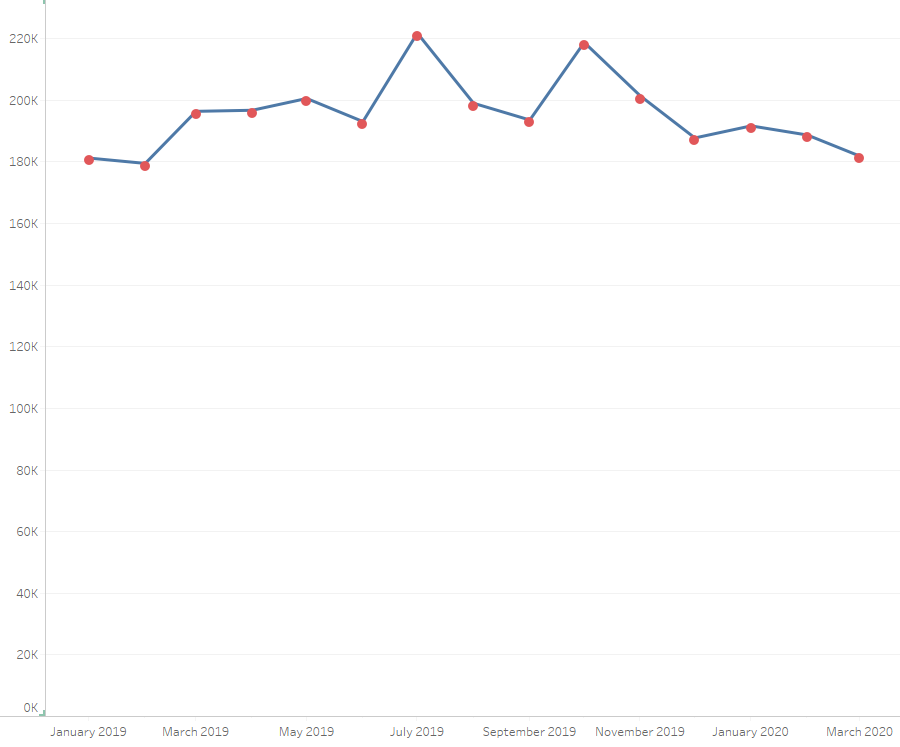 220K
200K
180K
160K
140K
120K
100K
80K
60K
40K
20K
0K
January 2019 March 2019 May 2019 July 2019 September 2019 November 2019 January 2020 March 2020